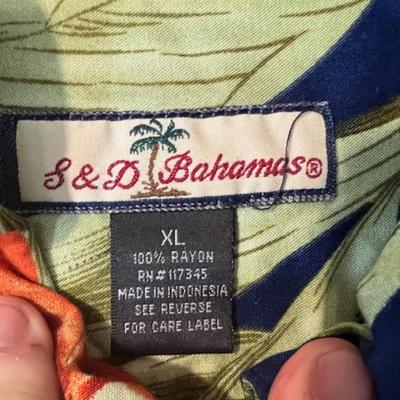 S & D Bahamas®
XL
100% RAYON
RN# 117345
MADE IN INDONESIA
SEE REVERSE
FOR CARE LABEL